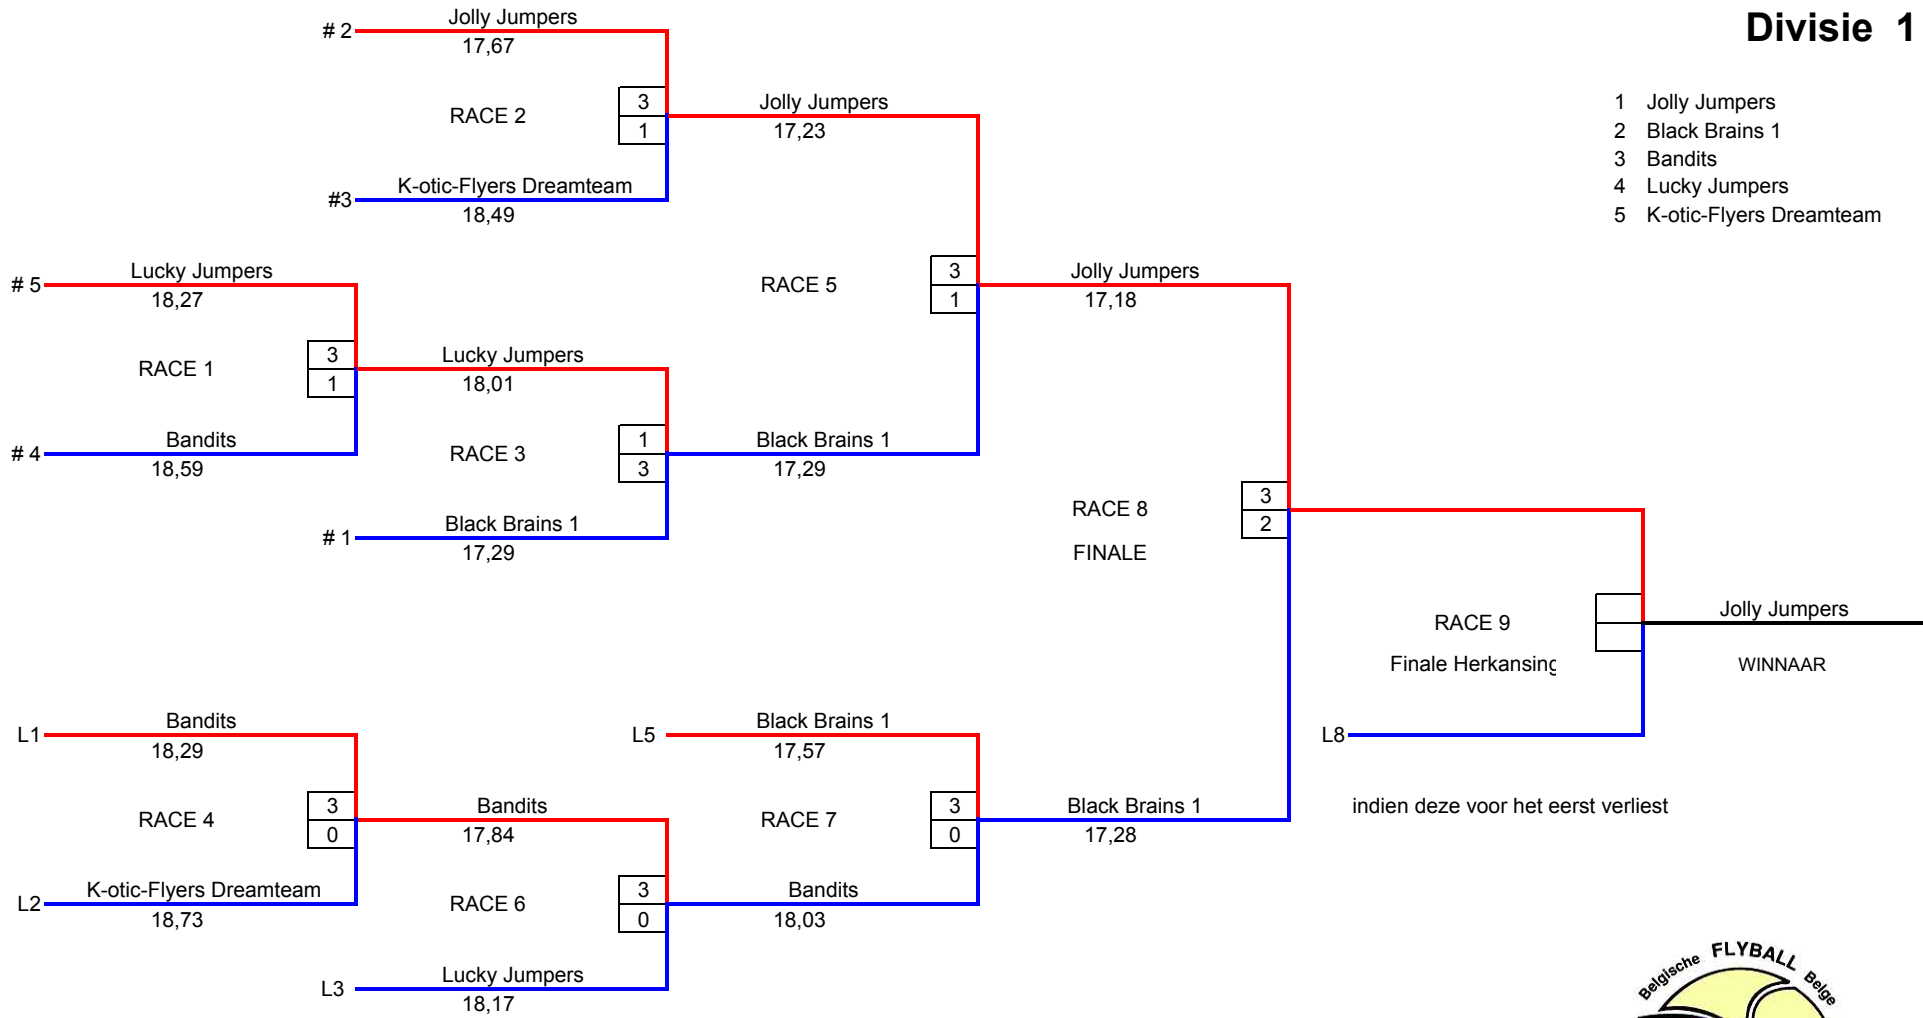 Divisie 1
Jolly Jumpers
# 2
17,67
RACE 2
3
1
K-otic-Flyers Dreamteam
#3
18,49
Jolly Jumpers
17,23
1 Jolly Jumpers
2 Black Brains 1
3 Bandits
4 Lucky Jumpers
5 K-otic-Flyers Dreamteam
Lucky Jumpers
# 5
18,27
RACE 1
3
1
Bandits
# 4
18,59
Lucky Jumpers
18,01
RACE 3
1
3
Black Brains 1
# 1
17,29
RACE 5
3
1
Black Brains 1
17,29
Jolly Jumpers
17,18
RACE 8
FINALE
3
2
RACE 9
Finale Herkansing
Jolly Jumpers
WINNAAR
L8
indien deze voor het eerst verliest
Bandits
L1
18,29
RACE 4
3
0
K-otic-Flyers Dreamteam
L2
18,73
Bandits
17,84
RACE 6
3
0
Lucky Jumpers
L3
18,17
Black Brains 1
L5
17,57
RACE 7
3
0
Bandits
18,03
Black Brains 1
17,28
Belgische FLYBALL Belge